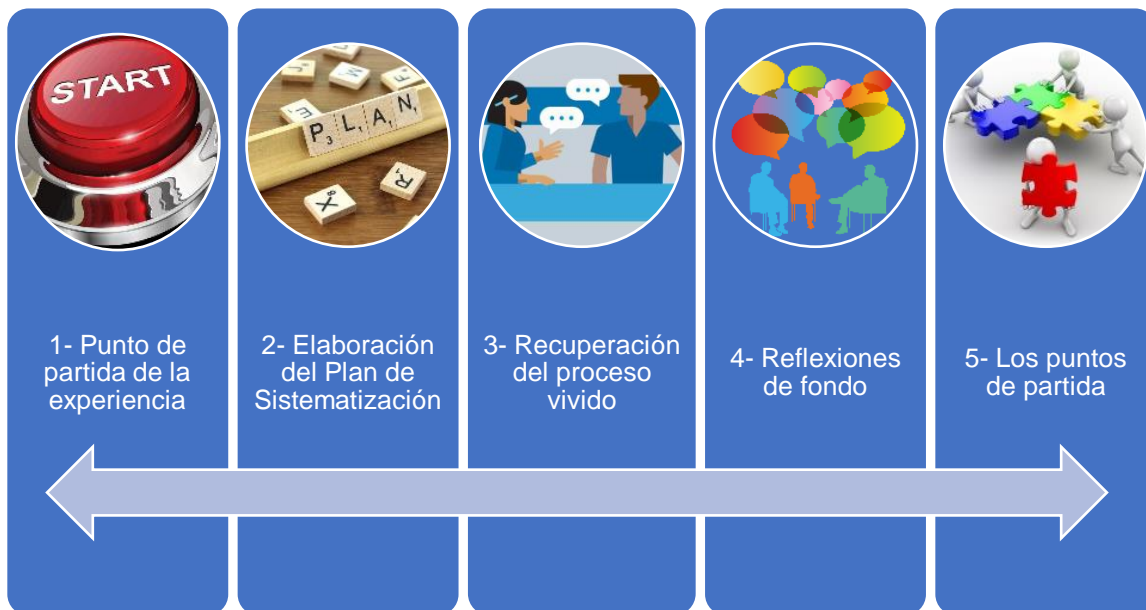 START
J
W
F
E
PLAN
X
R
1- Punto de
partida de la
experiencia
2- Elaboración
del Plan de
Sistematización
3- Recuperación
del proceso
vivido
4- Reflexiones
de fondo
5- Los puntos
de partida